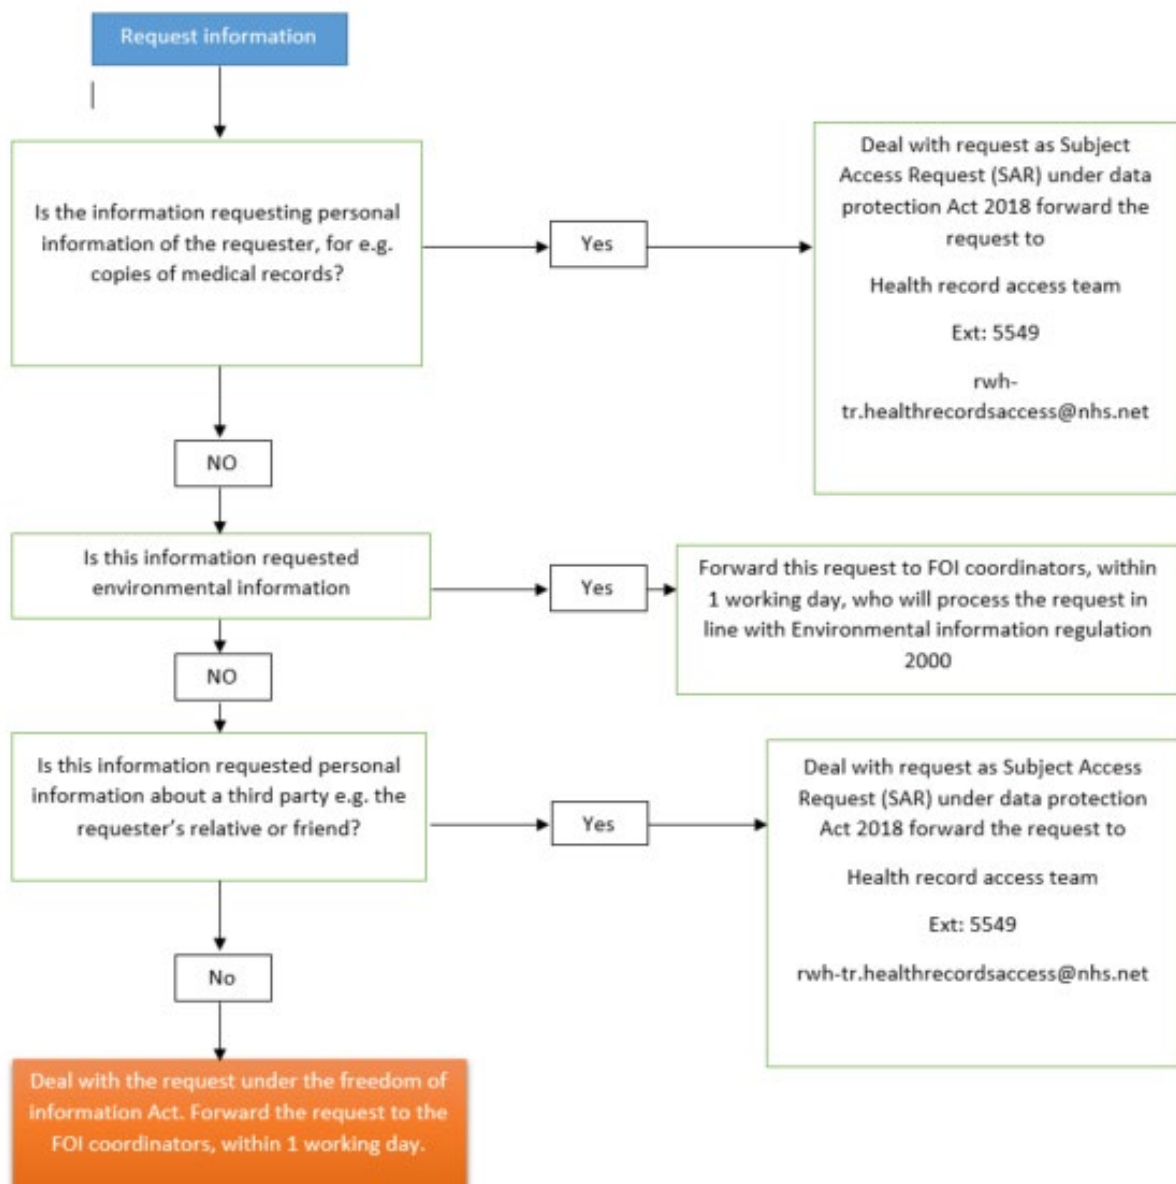 Request information
Is the information requesting personal
information of the requester, for e.g.
copies of medical records?
Yes
Deal with request as Subject
Access Request (SAR) under data
protection Act 2018 forward the
request to
Health record access team
Ext: 5549
rwh-
tr.healthrecordsaccess@nhs.net
NO
Is this information requested
environmental information
Yes
Forward this request to FOI coordinators, within
1 working day, who will process the request in
line with Environmental information regulation
2000
NO
Is this information requested personal
information about a third party e.g. the
requester’s relative or friend?
Yes
Deal with request as Subject Access
Request (SAR) under data protection
Act 2018 forward the request to
Health record access team
Ext: 5549
rwh-tr.healthrecordsaccess@nhs.net
No
Deal with the request under the freedom of
information Act. Forward the request to the
FOI coordinators, within 1 working day.